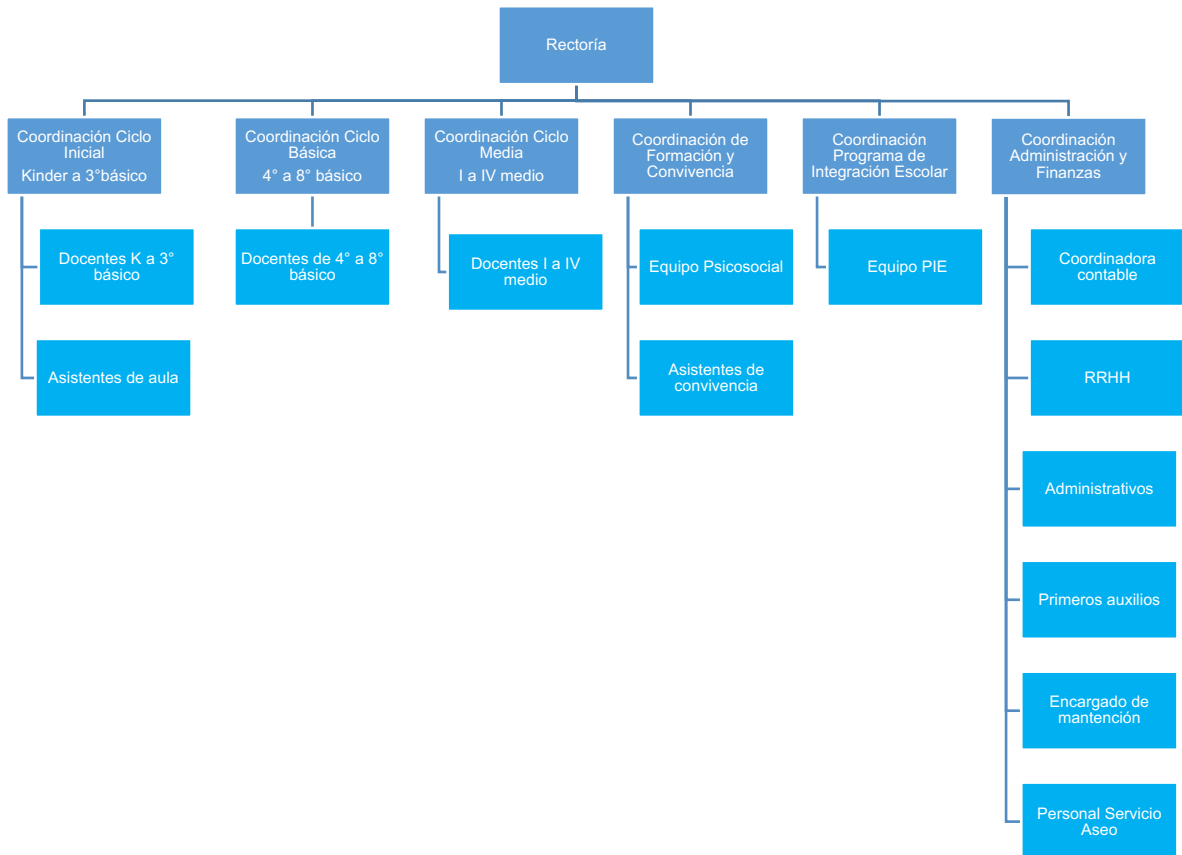 Rectoría
Coordinación Ciclo
Inicial
Kinder a 3°básico
Coordinación Ciclo
Básica
4° a 8° básico
Coordinación Ciclo
Media
I a IV medio
Coordinación de
Formación y
Convivencia
Coordinación
Programa de
Integración Escolar
Coordinación
Administración y
Finanzas
Docentes K a 3°
básico
Asistentes de aula
Docentes de 4° a 8°
básico
Docentes I a IV
medio
Equipo Psicosocial
Asistentes de
convivencia
Equipo PIE
Coordinadora
contable
RRHH
Administrativos
Primeros auxilios
Encargado de
mantención
Personal Servicio
Aseo